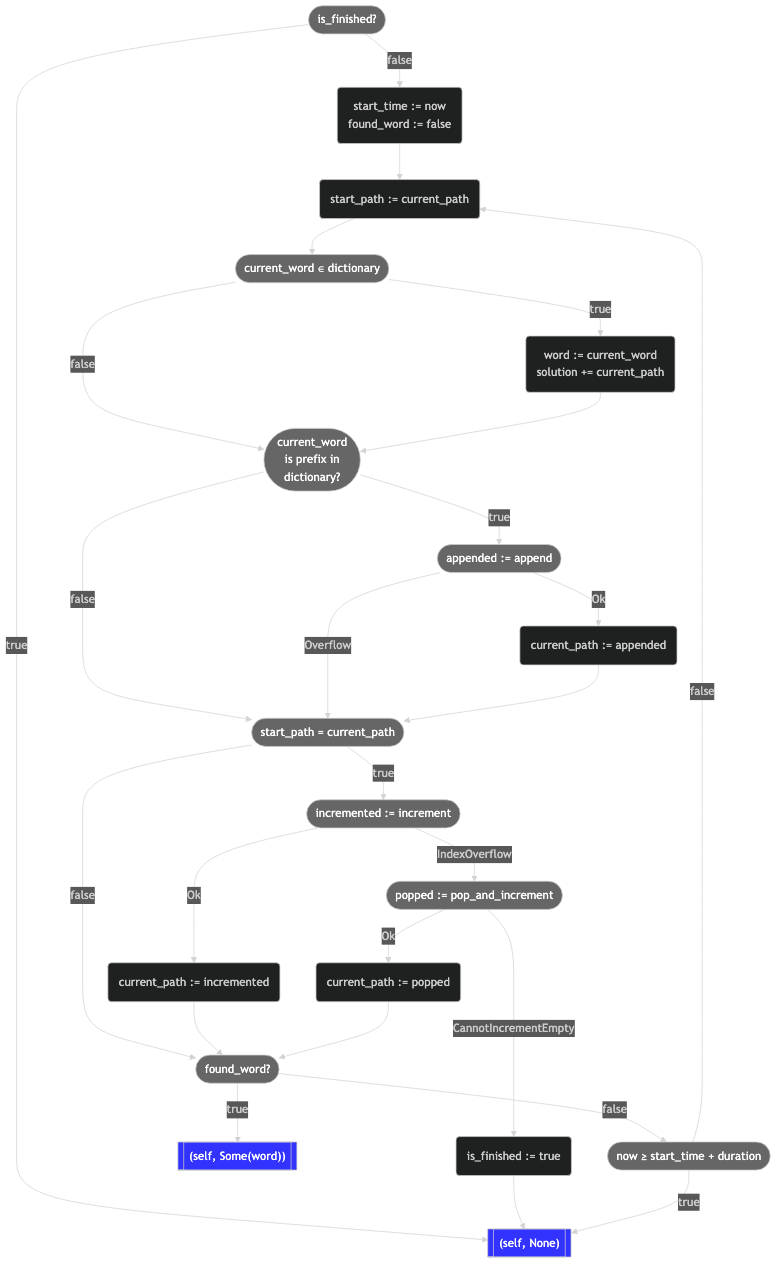 is_finished?
false
start_time := now
found_word := false
start_path := current_path
current_word ∈ dictionary
true
false
word := current_word
solution += current_path
current_word
is prefix in
dictionary?
true
appended := append
false
Ok
true
Overflow
current_path := appended
false
start_path = current_path
true
incremented := increment
IndexOverflow
false
Ok
popped := pop_and_increment
Ok
current_path := incremented
current_path := popped
CannotIncrementEmpty
found_word?
true
false
(self, Some(word))
is_finished := true
now ≥ start_time + duration
true
(self, None)